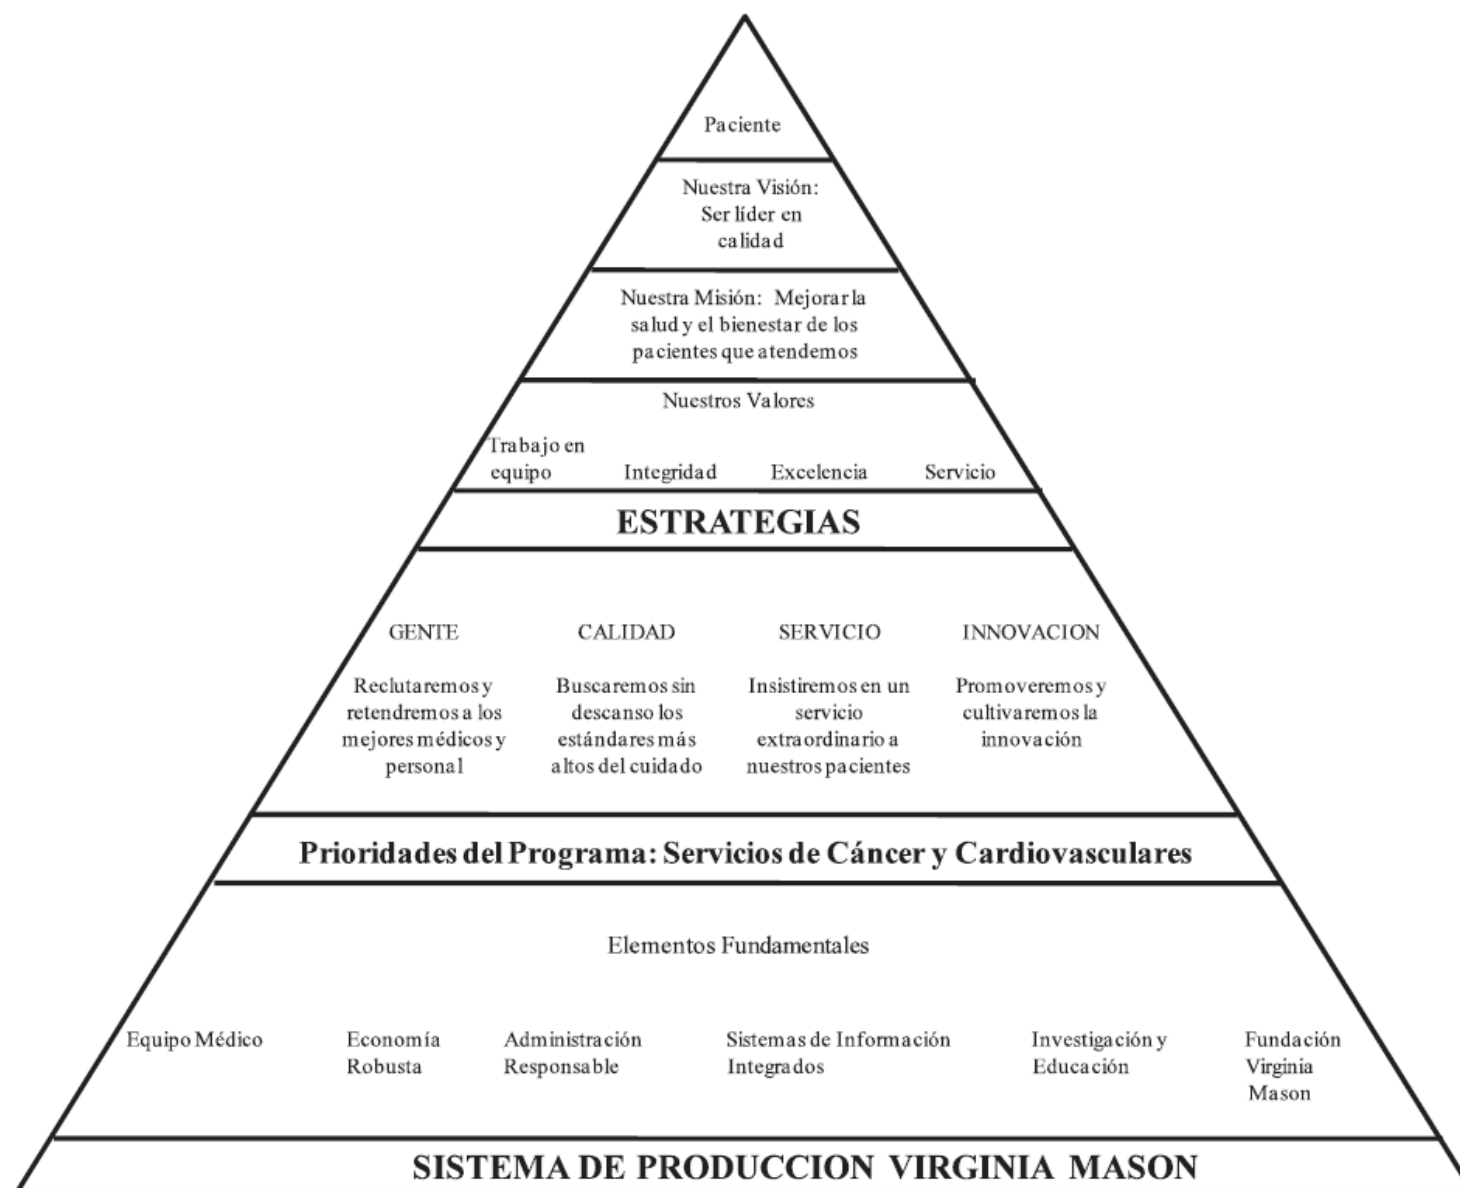 Paciente
Nuestra Visión:
Ser líder en
calidad
Nuestra Misión: Mejorar la
salud y el bienestar de los
pacientes que atendemos
Nuestros Valores
Trabajo en
equipo
Integridad
Excelencia
Servicio
ESTRATEGIAS
GENTE
Reclutaremos y
retendremos a los
mejores médicos y
personal
CALIDAD
Buscaremos sin
descanso los
estándares más
altos del cuidado
SERVICIO
Insistiremos en un
servicio
extraordinario a
nuestros pacientes
INNOVACION
Promoveremos y
cultivaremos la
innovación
Prioridades del Programa: Servicios de Cáncer y Cardiovasculares
Elementos Fundamentales
Equipo Médico
Economía
Robusta
Administración
Responsable
Sistemas de Información
Integrados
Investigación y
Educación
Fundación
Virginia
Mason
SISTEMA DE PRODUCCION VIRGINIA MASON